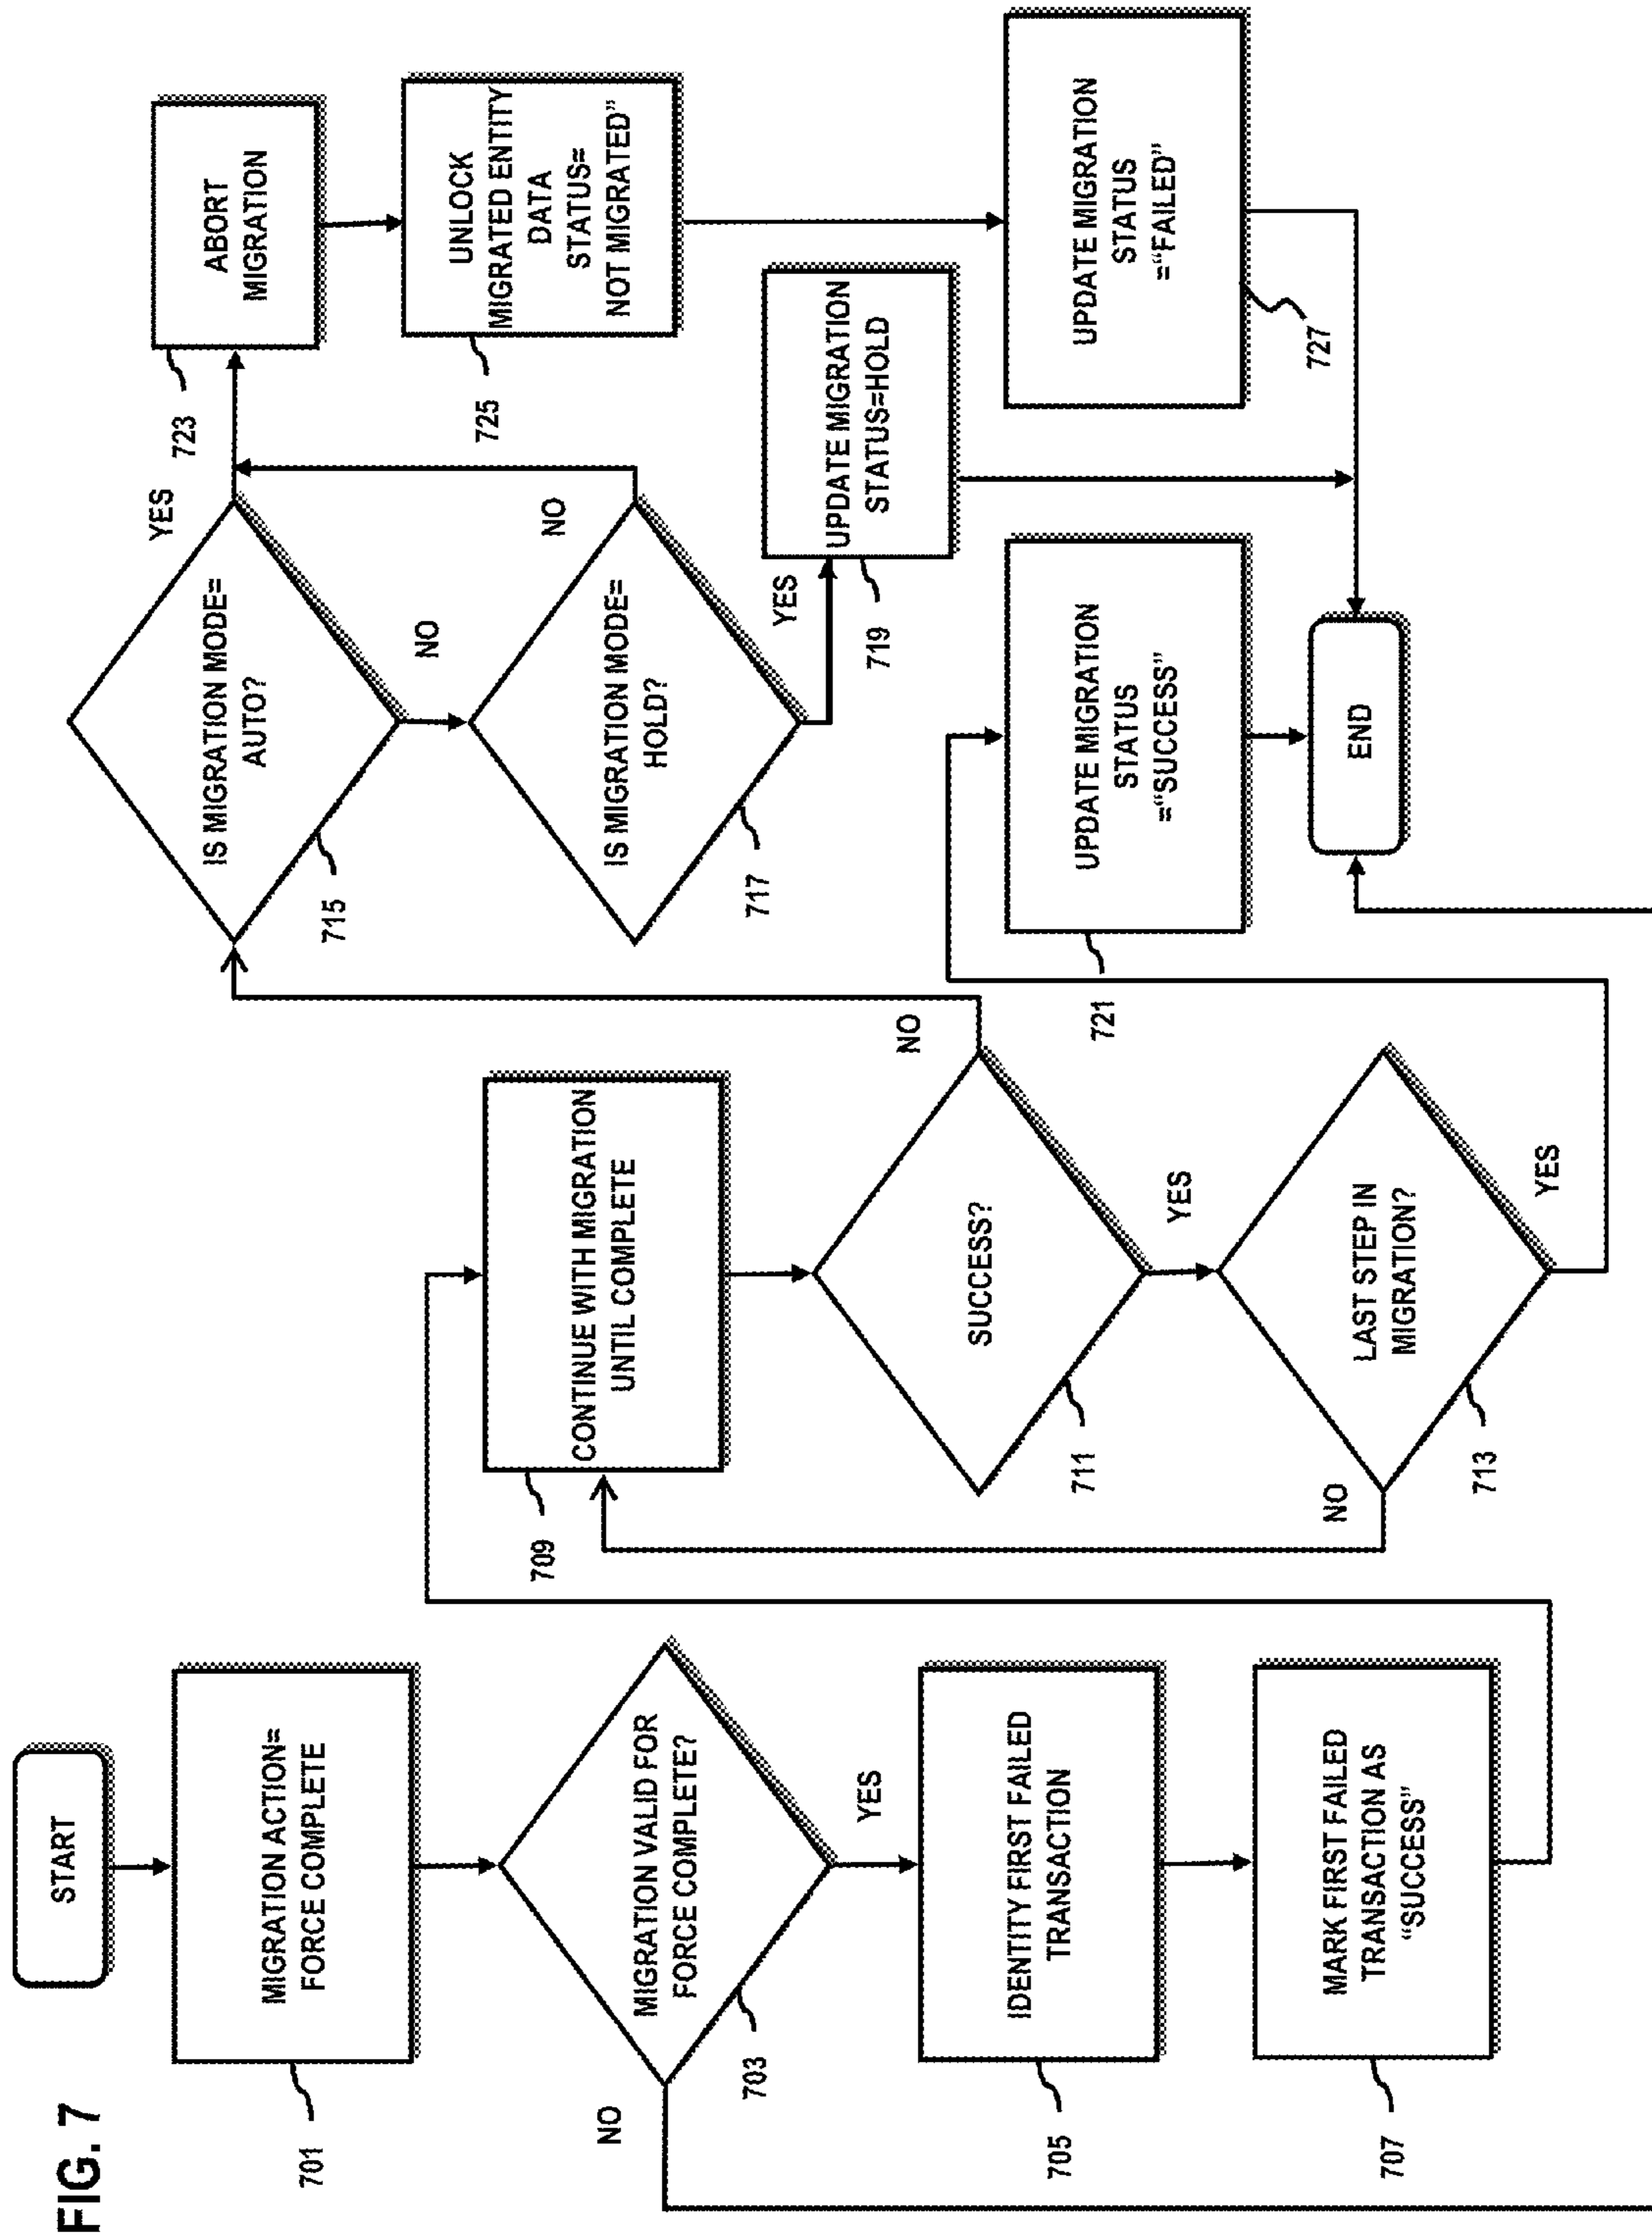 FIG. 7
START
MIGRATION ACTION=
FORCE COMPLETE
701
MIGRATION VALID FOR
FORCE COMPLETE?
703
NO
YES
IDENTITY FIRST FAILED
TRANSACTION
705
MARK FIRST FAILED
TRANSACTION AS
“SUCCESS”
707
CONTINUE WITH MIGRATION
UNTIL COMPLETE
709
SUCCESS?
711
NO
YES
LAST STEP IN
MIGRATION?
713
NO
YES
IS MIGRATION MODE=
AUTO?
715
YES
NO
IS MIGRATION MODE=
HOLD?
717
NO
YES
UPDATE MIGRATION
STATUS=HOLD
719
UPDATE MIGRATION
STATUS
=“SUCCESS”
721
END
ABORT
MIGRATION
723
UNLOCK
MIGRATED ENTITY
DATA
STATUS=
NOT MIGRATED”
725
UPDATE MIGRATION
STATUS
=“FAILED”
727